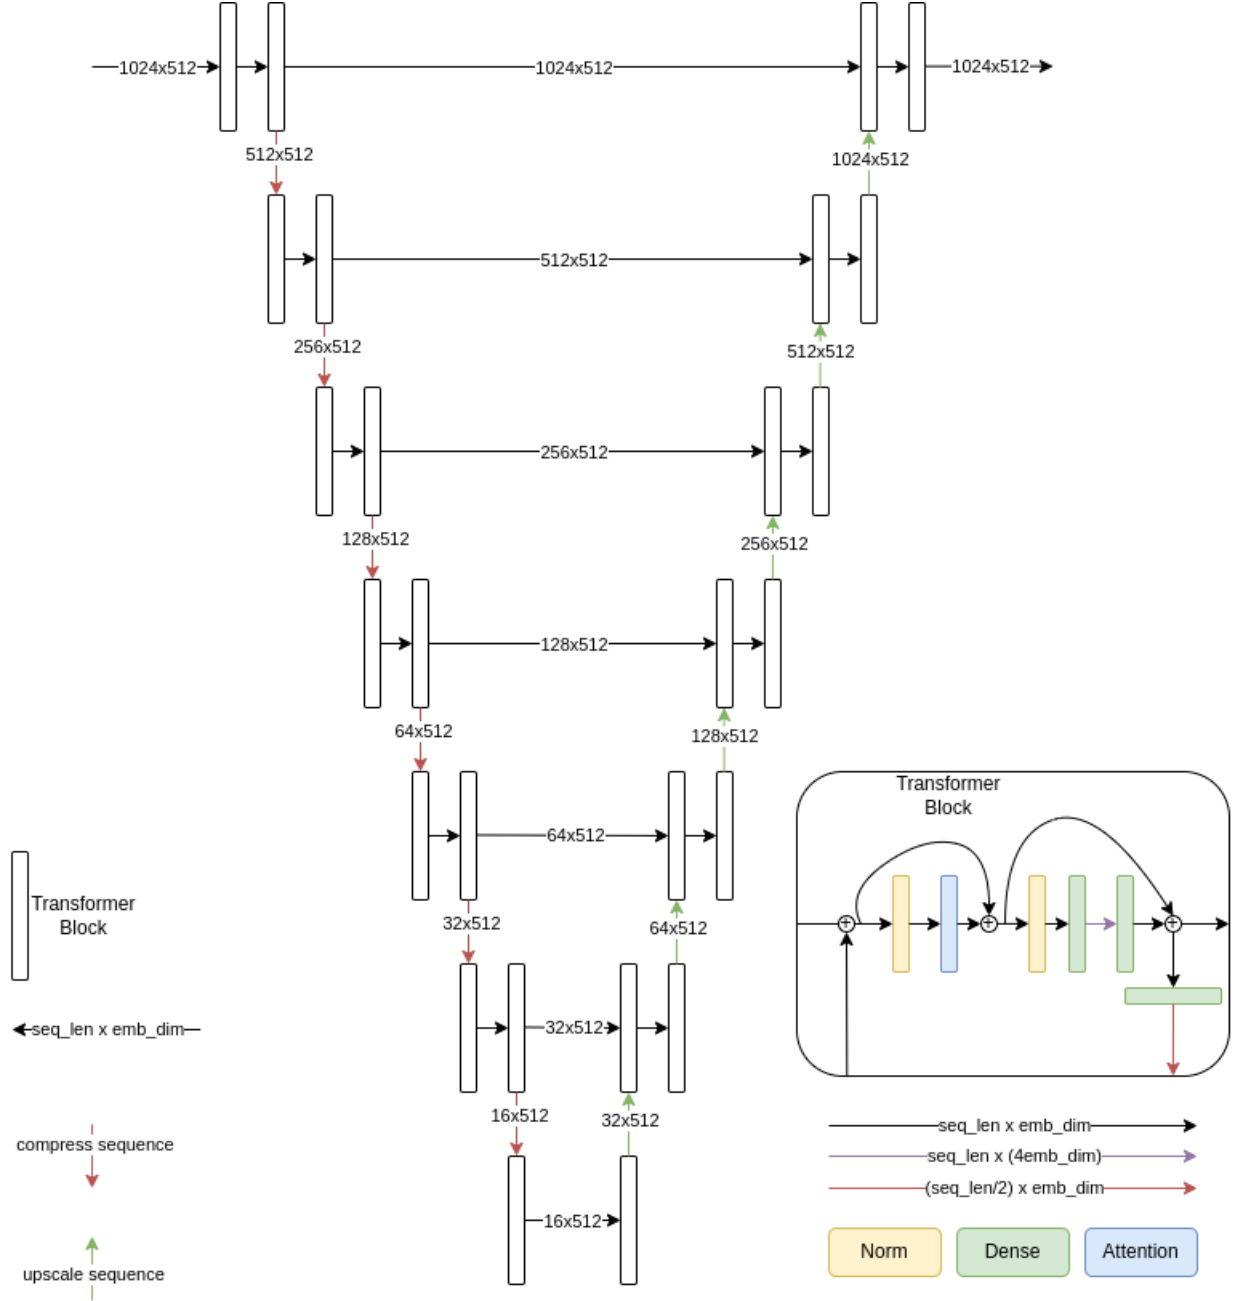 1024x512
1024x512
1024x512
512x512
1024x512
512x512
256x512
512x512
256x512
128x512
256x512
128x512
64x512
128x512
64x512
32x512
64x512
32x512
16x512
32x512
16x512
Transformer
Block
seq_len x emb_dim
compress sequence
upscale sequence
Transformer
Block
seq_len x emb_dim
seq_len x (4emb_dim)
(seq_len/2) x emb_dim
Norm
Dense
Attention